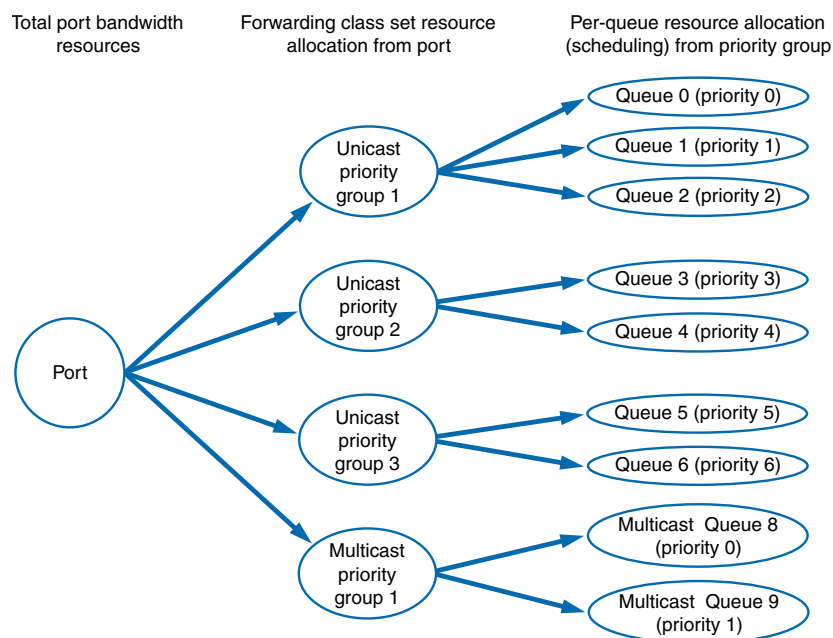 Total port bandwidth
resources
Forwarding class set resource
allocation from port
Per-queue resource allocation
(scheduling) from priority group
Port
Unicast
priority
group 1
Queue 0 (priority 0)
Queue 1 (priority 1)
Queue 2 (priority 2)
Unicast
priority
group 2
Queue 3 (priority 3)
Queue 4 (priority 4)
Unicast
priority
group 3
Queue 5 (priority 5)
Queue 6 (priority 6)
Multicast
priority
group 1
Multicast Queue 8
(priority 0)
Multicast Queue 9
(priority 1)